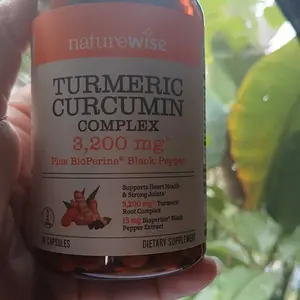 naturewise
TURMERIC
CURCUMIN
COMPLEX
3,200 mg*
Plus BioPerine® Black Pepper
Supports Heart Health
& Strong Joints†
3,200 mg* Turmeric
Root Complex
15 mg Bioperine® Black
Pepper Extract
CAPSULES
DIETARY SUPPLEMENT